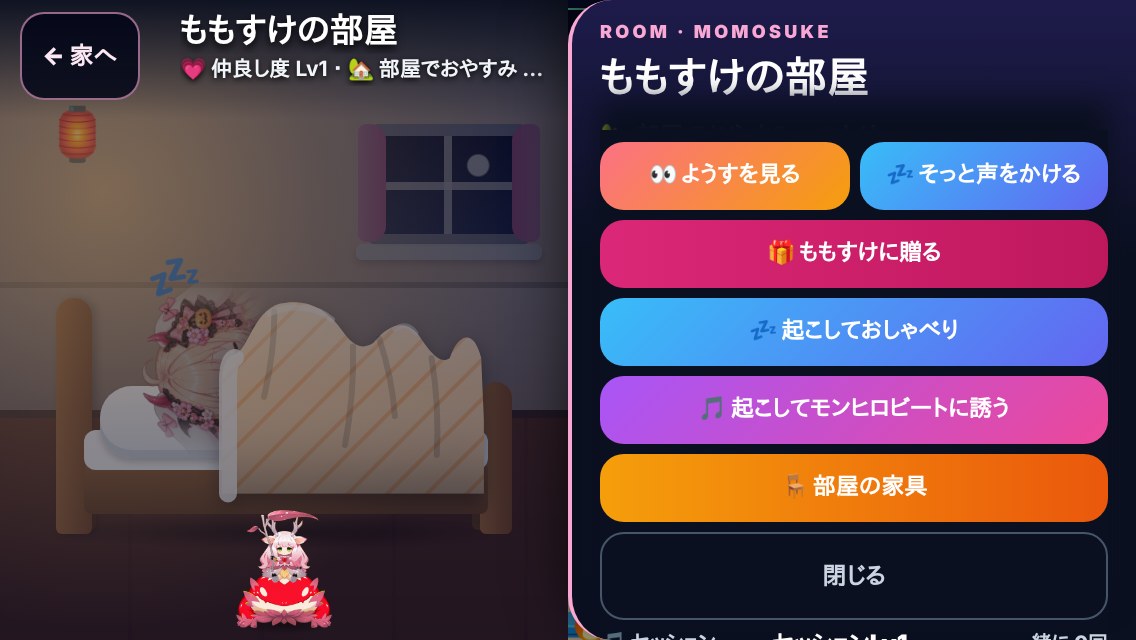 ← 家へ
ももすけの部屋
💗 仲良し度 Lv1・🏡 部屋でおやすみ …
ROOM · MOMOSUKE
ももすけの部屋
👀 ようすを見る
💤 そっと声をかける
🎁 ももすけに贈る
💤 起こしておしゃべり
🎵 起こしてモンヒロビートに誘う
🪑 部屋の家具
閉じる